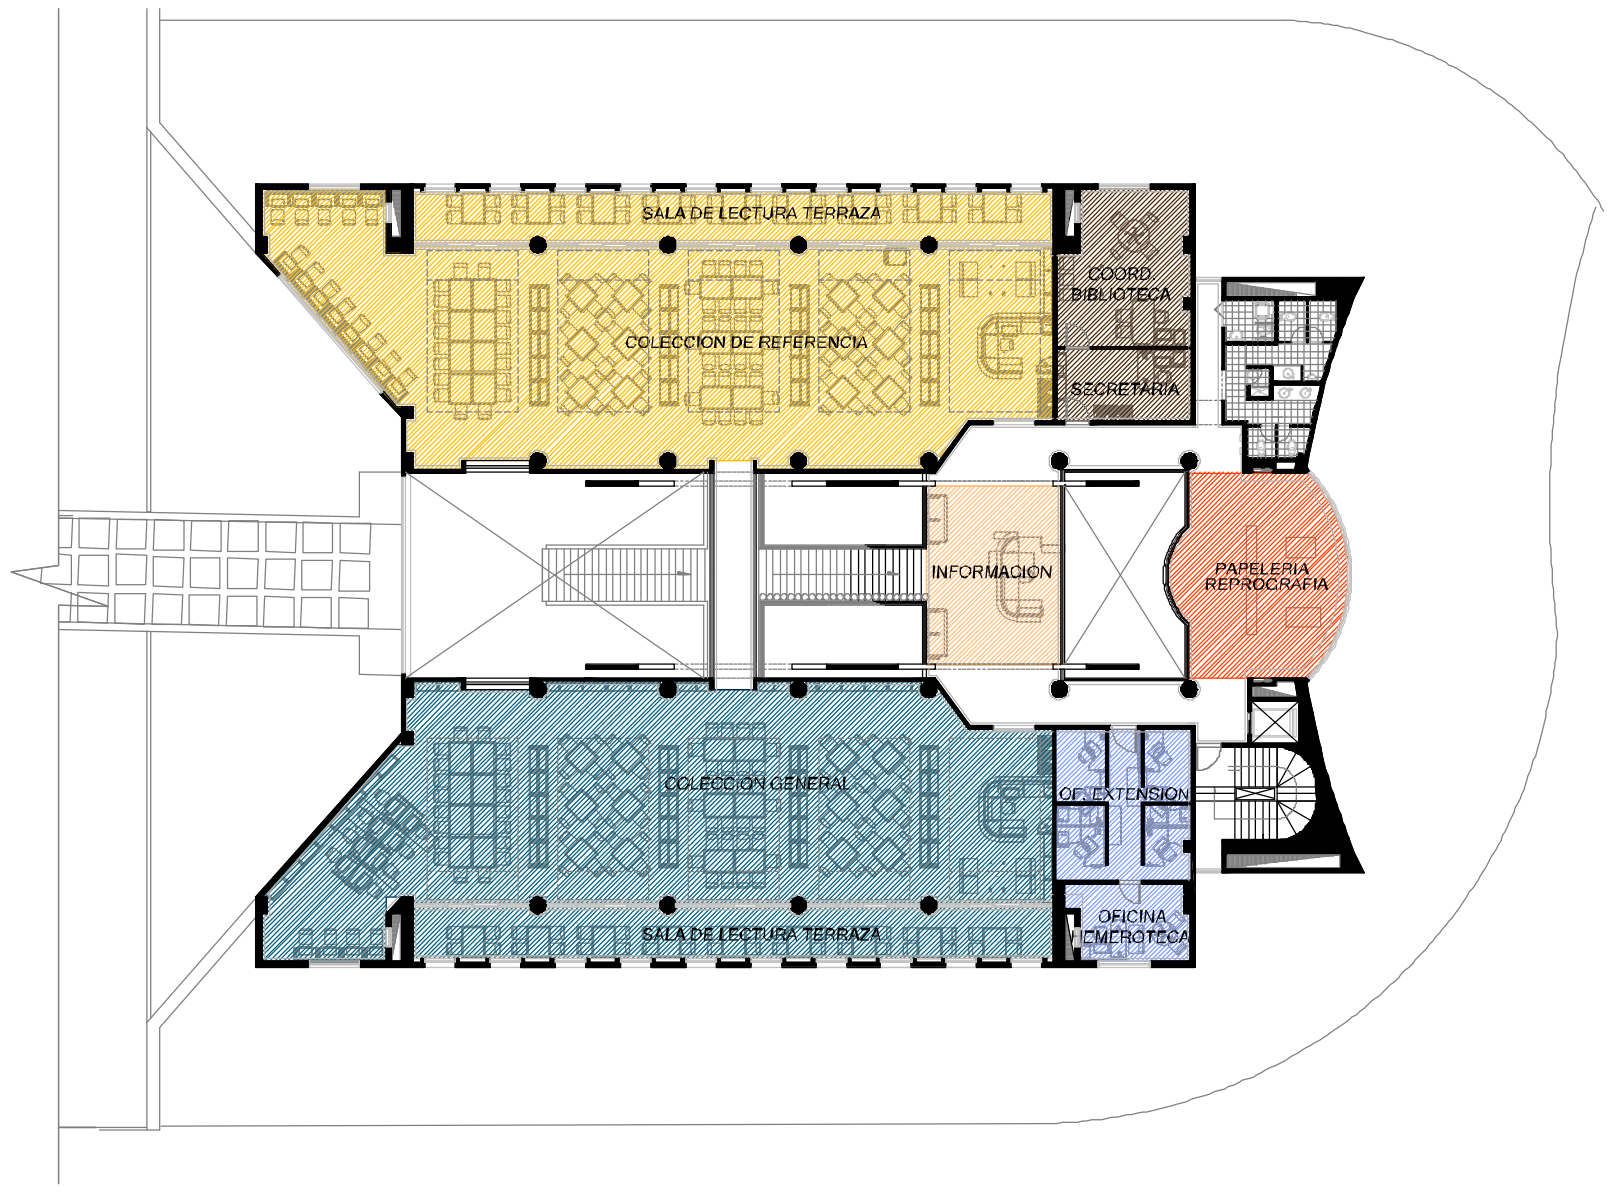 SALA DE LECTURA TERRAZA
COORD.
BIBLIOTECA
COLECCION DE REFERENCIA
SECRETARIA
INFORMACION
PAPELERIA
REPROGRAFIA
COLECCION GENERAL
OF. EXTENSION
OFICINA
HEMEROTECA
SALA DE LECTURA TERRAZA